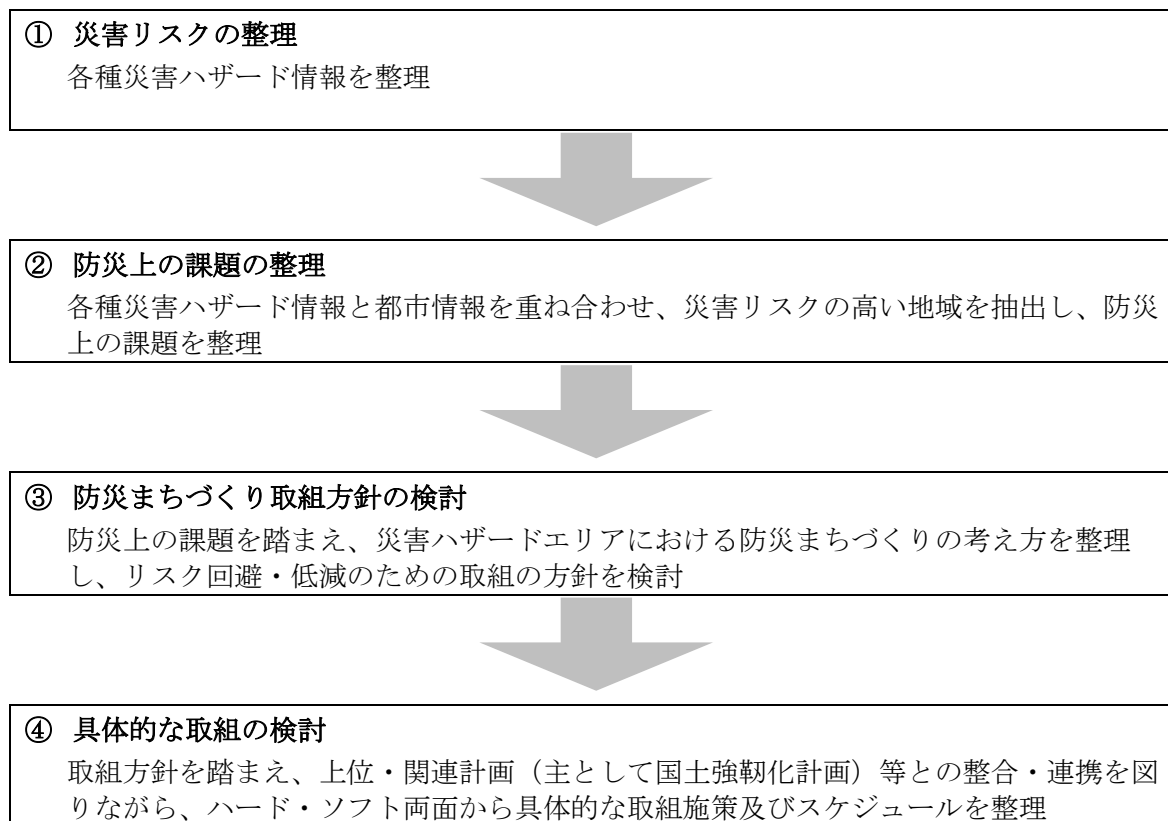 ① 災害リスクの整理
各種災害ハザード情報を整理
② 防災上の課題の整理
各種災害ハザード情報と都市情報を重ね合わせ、災害リスクの高い地域を抽出し、防災
上の課題を整理
③ 防災まちづくり取組方針の検討
防災上の課題を踏まえ、災害ハザードエリアにおける防災まちづくりの考え方を整理
し、リスク回避・低減のための取組の方針を検討
④ 具体的な取組の検討
取組方針を踏まえ、上位・関連計画（主として国土強靭化計画）等との整合・連携を図
りながら、ハード・ソフト両面から具体的な取組施策及びスケジュールを整理